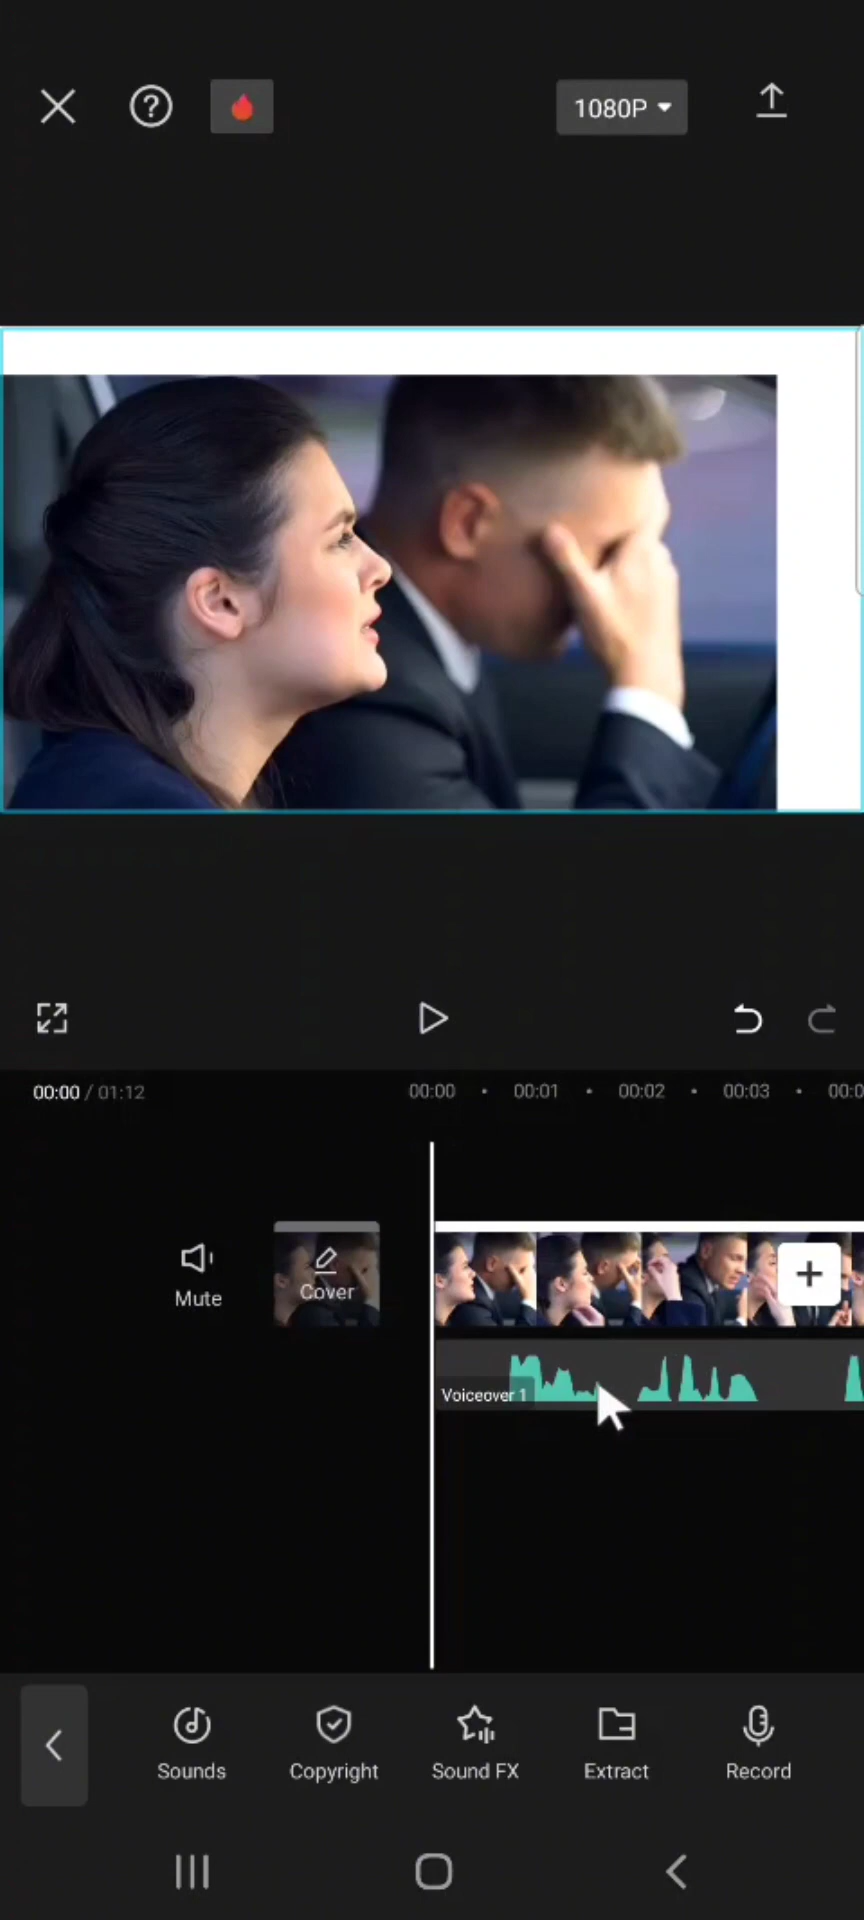 1080P
00:00 / 01:12
00:00
00:01
00:02
00:03
00:0
Mute
Cover
Voiceover 1
Sounds
Copyright
Sound FX
Extract
Record